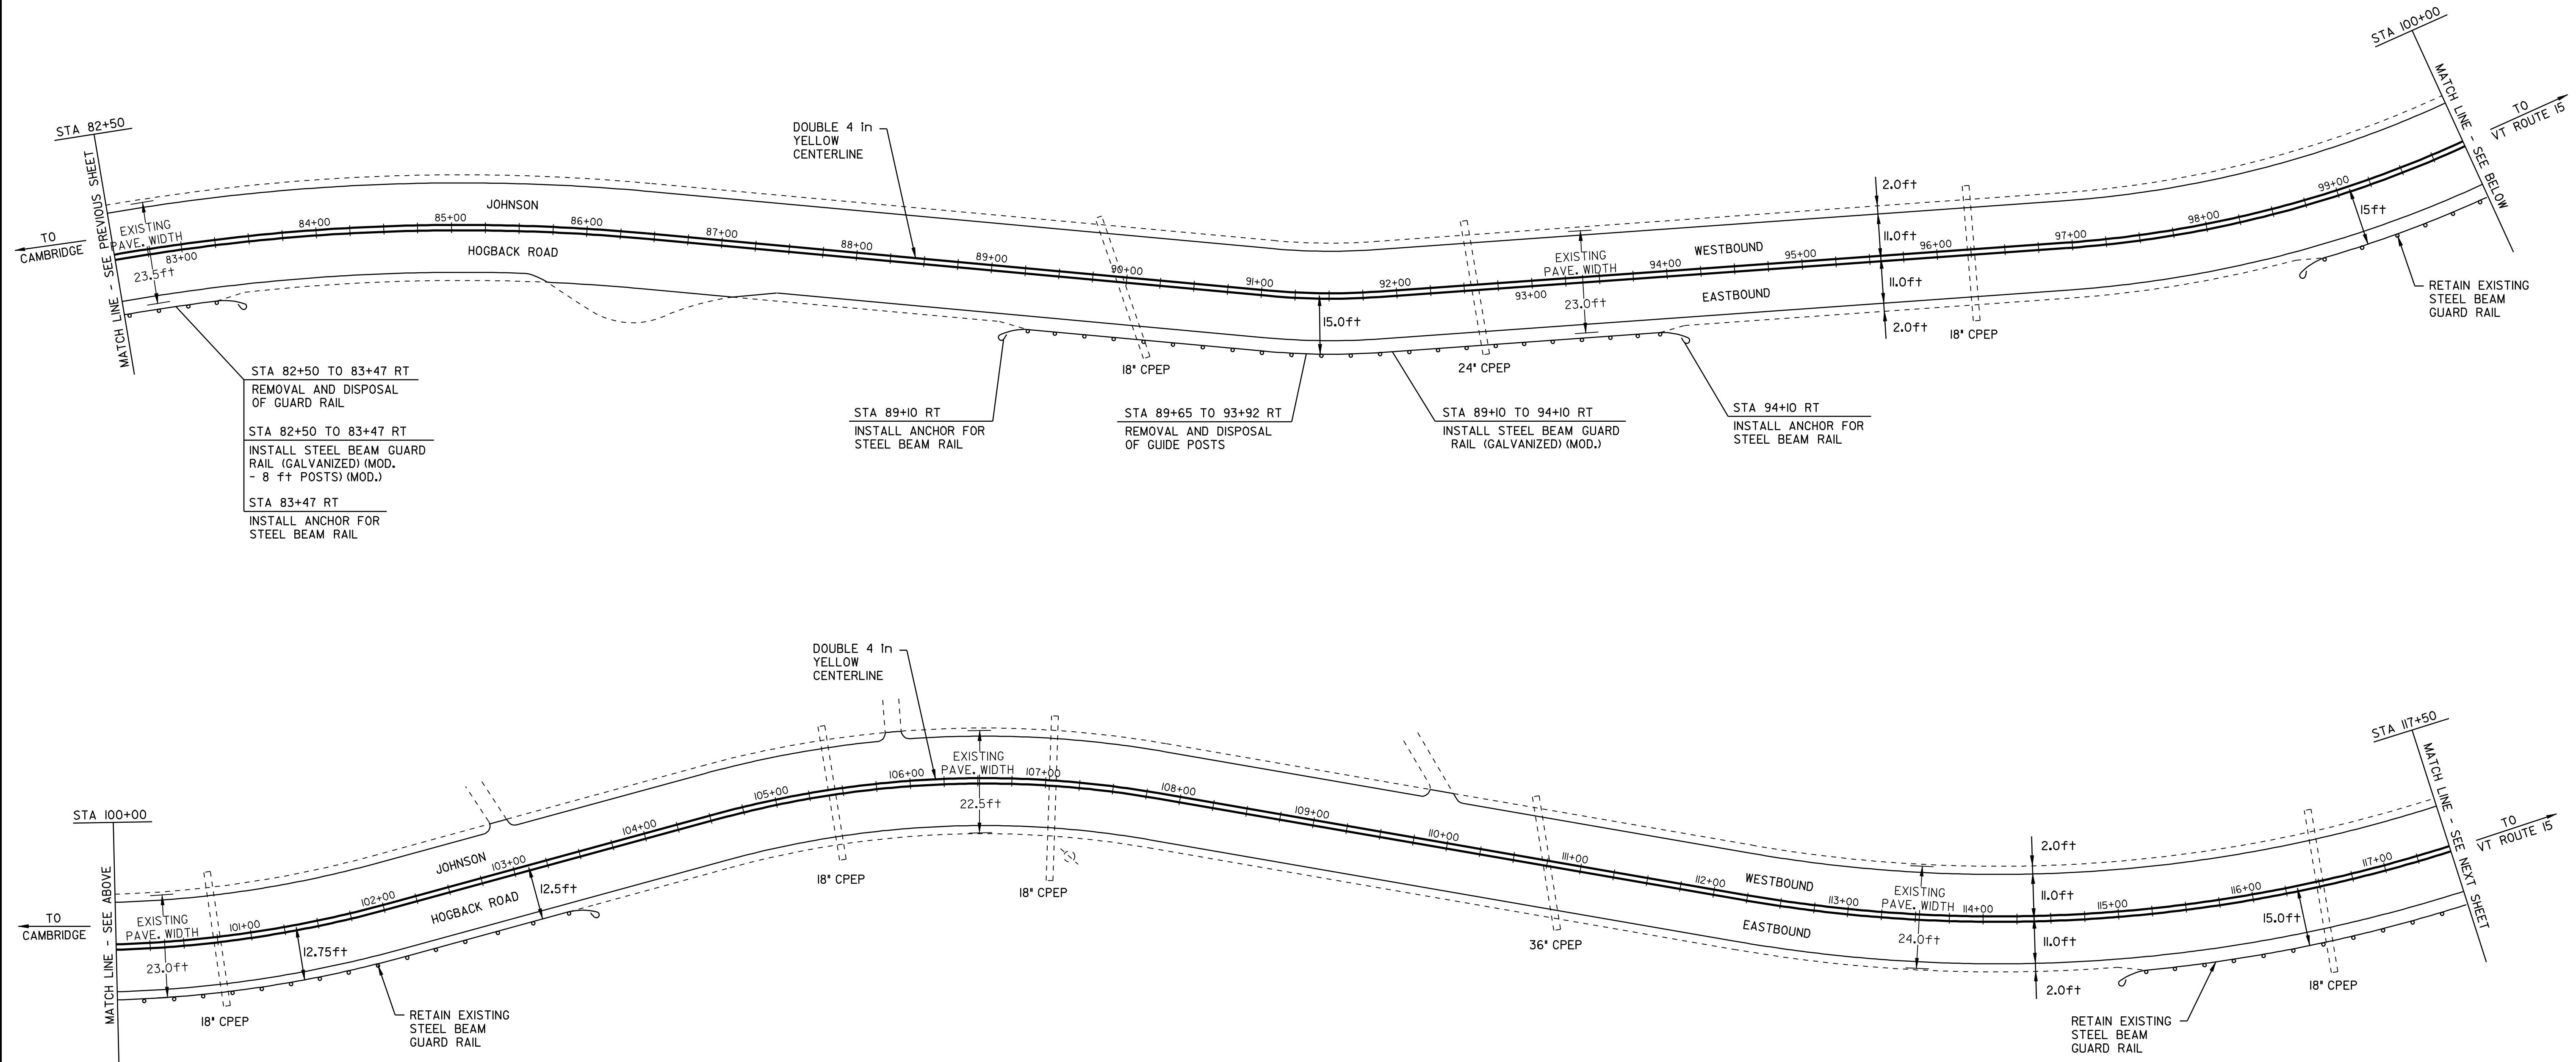 STA 100+00
MATCH LINE - SEE BELOW
TO
VT ROUTE 15
STA 82+50
MATCH LINE - SEE PREVIOUS SHEET
TO
CAMBRIDGE
DOUBLE 4 in
YELLOW
CENTERLINE
JOHNSON
HOGBACK ROAD
EXISTING
PAVE. WIDTH
23.5ft
83+00
84+00
85+00
86+00
87+00
88+00
89+00
90+00
91+00
92+00
93+00
94+00
95+00
96+00
97+00
98+00
99+00
15.0ft
EXISTING
PAVE. WIDTH
23.0ft
WESTBOUND
EASTBOUND
2.0ft
11.0ft
11.0ft
2.0ft
15ft
18" CPEP
24" CPEP
18" CPEP
RETAIN EXISTING
STEEL BEAM
GUARD RAIL
STA 82+50 TO 83+47 RT
REMOVAL AND DISPOSAL
OF GUARD RAIL
STA 82+50 TO 83+47 RT
INSTALL STEEL BEAM GUARD
RAIL (GALVANIZED) (MOD.
- 8 ft POSTS) (MOD.)
STA 83+47 RT
INSTALL ANCHOR FOR
STEEL BEAM RAIL
STA 89+10 RT
INSTALL ANCHOR FOR
STEEL BEAM RAIL
STA 89+65 TO 93+92 RT
REMOVAL AND DISPOSAL
OF GUIDE POSTS
STA 89+10 TO 94+10 RT
INSTALL STEEL BEAM GUARD
RAIL (GALVANIZED) (MOD.)
STA 94+10 RT
INSTALL ANCHOR FOR
STEEL BEAM RAIL
DOUBLE 4 in
YELLOW
CENTERLINE
STA 100+00
MATCH LINE - SEE ABOVE
TO
CAMBRIDGE
EXISTING
PAVE. WIDTH
23.0ft
101+00
102+00
103+00
104+00
105+00
106+00
107+00
108+00
109+00
110+00
111+00
112+00
113+00
114+00
115+00
116+00
117+00
JOHNSON
HOGBACK ROAD
12.75ft
12.5ft
EXISTING
PAVE. WIDTH
22.5ft
18" CPEP
18" CPEP
18" CPEP
36" CPEP
18" CPEP
RETAIN EXISTING
STEEL BEAM
GUARD RAIL
WESTBOUND
EASTBOUND
EXISTING
PAVE. WIDTH
24.0ft
2.0ft
11.0ft
11.0ft
2.0ft
15.0ft
RETAIN EXISTING
STEEL BEAM
GUARD RAIL
STA 117+50
MATCH LINE - SEE NEXT SHEET
TO
VT ROUTE 15